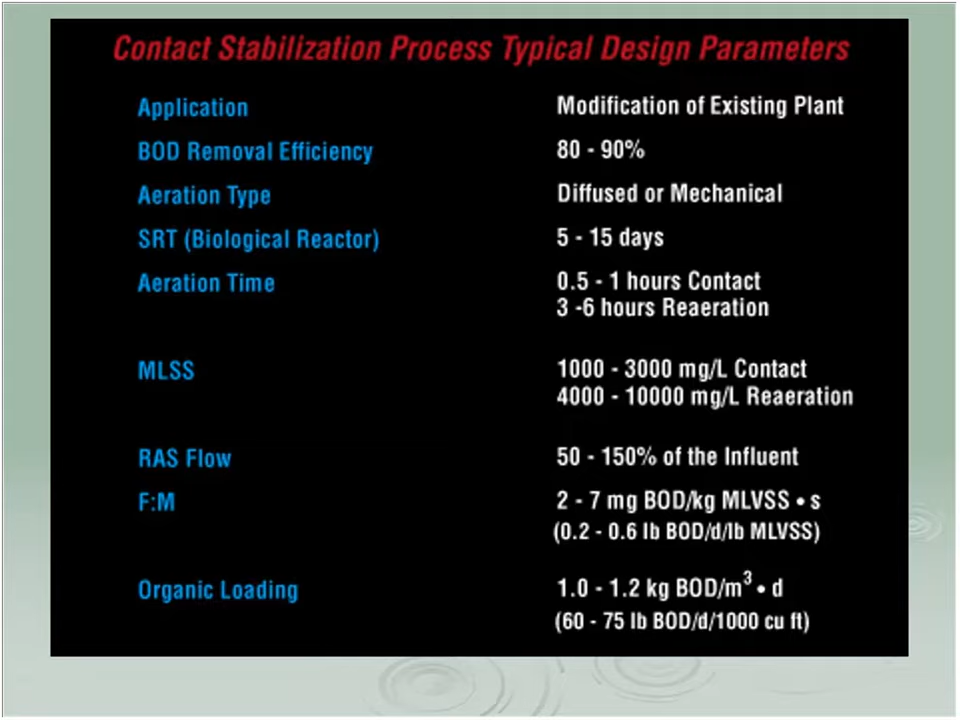 Contact Stabilization Process Typical Design Parameters
Application Modification of Existing Plant
BOD Removal Efficiency 80 - 90%
Aeration Type Diffused or Mechanical
SRT (Biological Reactor) 5 - 15 days
Aeration Time 0.5 - 1 hours Contact
3 -6 hours Reaeration
MLSS 1000 - 3000 mg/L Contact
4000 - 10000 mg/L Reaeration
RAS Flow 50 - 150% of the Influent
F:M 2 - 7 mg BOD/kg MLVSS • s
(0.2 - 0.6 lb BOD/d/lb MLVSS)
Organic Loading 1.0 - 1.2 kg BOD/m³ • d
(60 - 75 lb BOD/d/1000 cu ft)